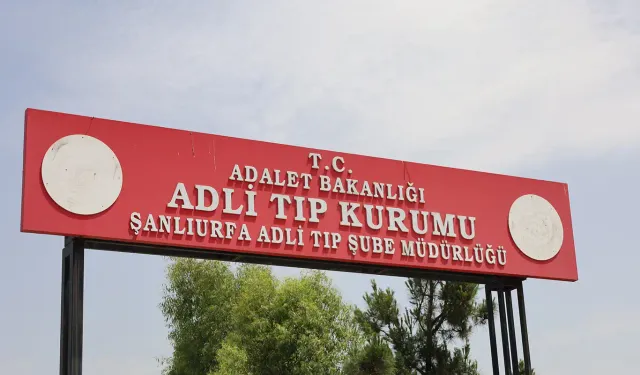 T.C.
ADALET BAKANLIĞI
ADLİ TIP KURUMU
ŞANLIURFA ADLİ TIP ŞUBE MÜDÜRLÜĞÜ